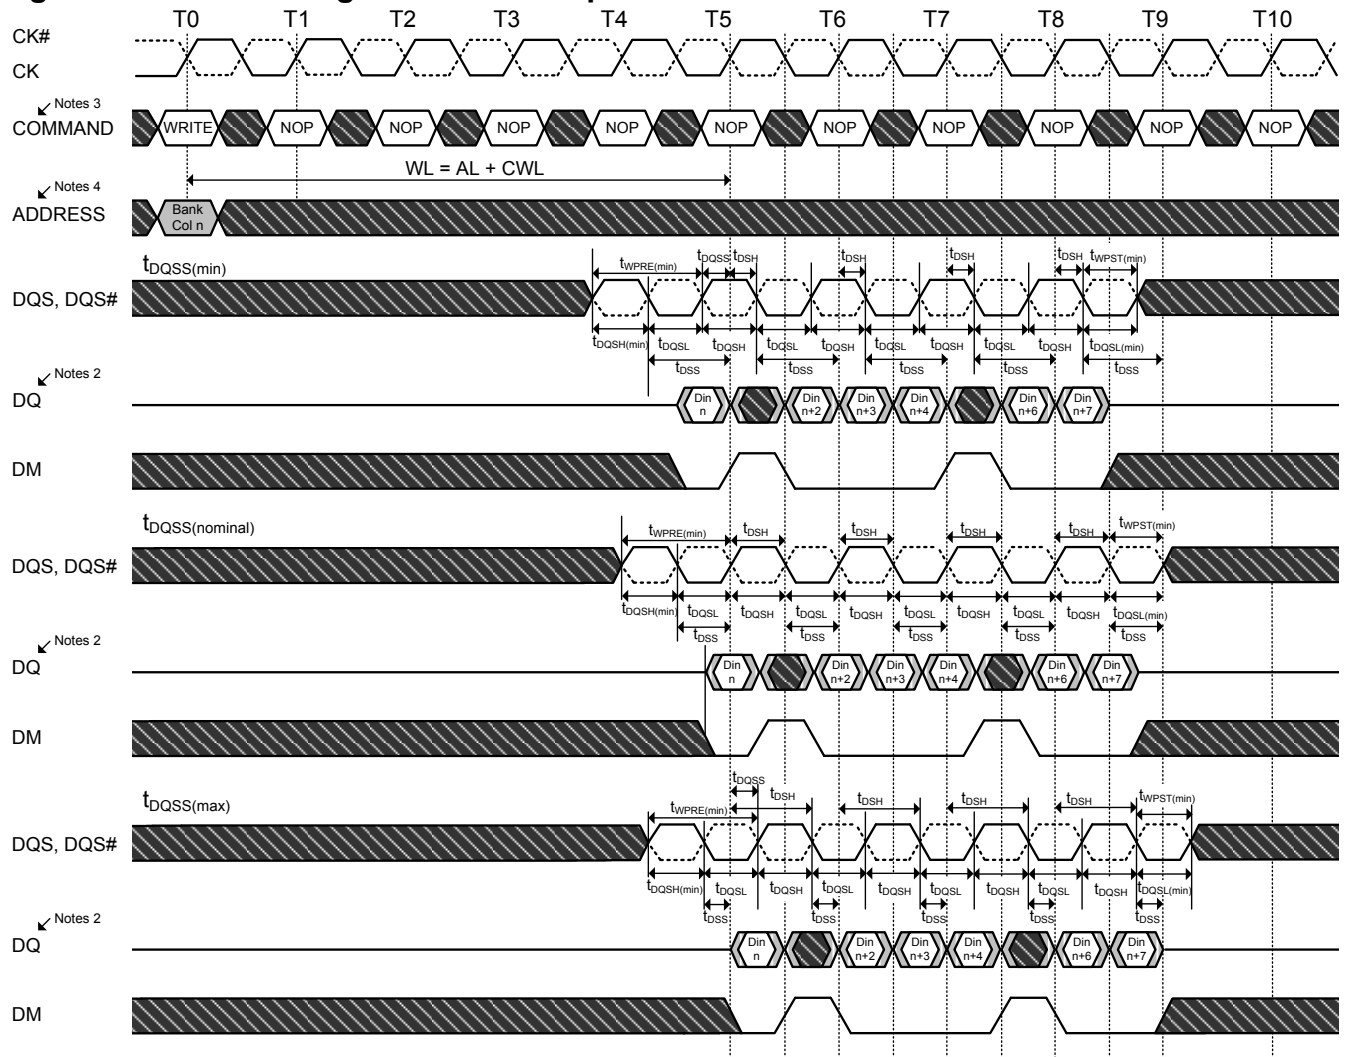 T0 T1 T2 T3 T4 T5 T6 T7 T8 T9 T10
CK#
CK
Notes 3
COMMAND WRITE NOP NOP NOP NOP NOP NOP NOP NOP NOP NOP
WL = AL + CWL
Notes 4
ADDRESS
Bank
Col n
tDQSS(min)
tWPRE(min) tDQSS tDSH tDSH tDSH tDSH tWPST(min)
DQS, DQS#
tDQSH(min) tDQSL tDQSH tDQSL tDQSH tDQSL tDQSH tDQSL tDQSH tDQSL(min)
tDSS tDSS tDSS tDSS tDSS
Notes 2
DQ
Din Din Din Din Din Din
n n+2 n+3 n+4 n+6 n+7
DM
tDQSS(nominal)
tWPRE(min) tDSH tDSH tDSH tDSH tWPST(min)
DQS, DQS#
tDQSH(min) tDQSL tDQSH tDQSL tDQSH tDQSL tDQSH tDQSL tDQSH tDQSL(min)
tDSS tDSS tDSS tDSS tDSS
Notes 2
DQ
Din Din Din Din Din Din
n n+2 n+3 n+4 n+6 n+7
DM
tDQSS
tDQSS(max)
tWPRE(min) tDSH tDSH tDSH tDSH tWPST(min)
DQS, DQS#
tDQSH(min) tDQSL tDQSH tDQSL tDQSH tDQSL tDQSH tDQSL tDQSH tDQSL(min)
tDSS tDSS tDSS tDSS tDSS
Notes 2
DQ
Din Din Din Din Din Din
n n+2 n+3 n+4 n+6 n+7
DM